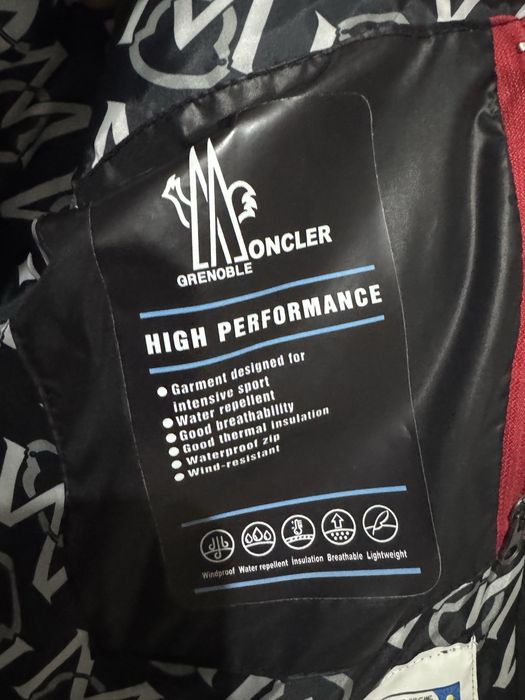 MONCLER
GRENOBLE
HIGH PERFORMANCE
Garment designed for
Intensive sport
Water repellent
Good breathability
Good thermal insulation
Waterproof zip
Wind-resistant
Windproof Water repellent İnsulation Breathable Lightweight